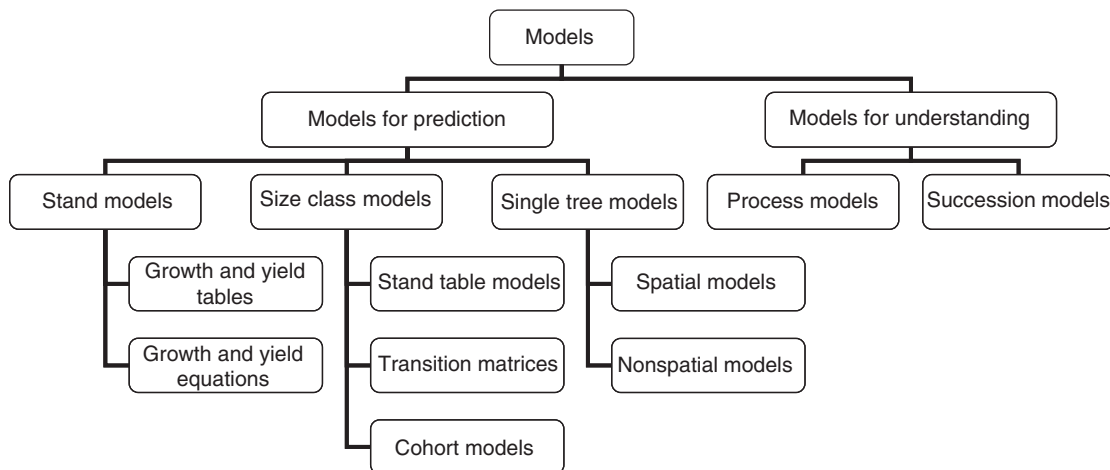 Models
Models for prediction
Models for understanding
Stand models
Size class models
Single tree models
Process models
Succession models
Growth and yield
tables
Stand table models
Spatial models
Growth and yield
equations
Transition matrices
Nonspatial models
Cohort models